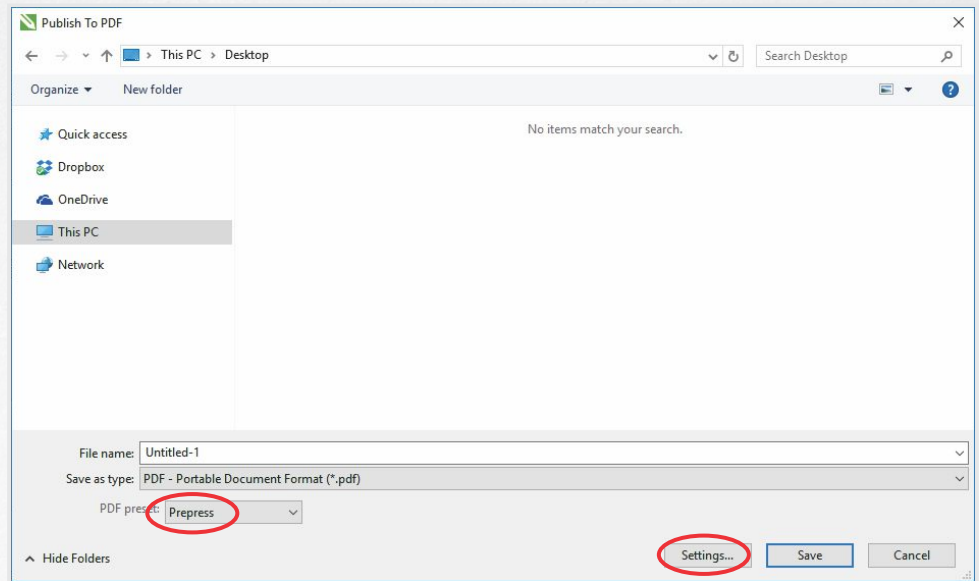 Publish To PDF
This PC > Desktop
Search Desktop
Organize
New folder
Quick access
No items match your search.
Dropbox
OneDrive
This PC
Network
File name: Untitled-1
Save as type: PDF - Portable Document Format (*.pdf)
PDF preset: Prepress
Hide Folders
Settings...
Save
Cancel